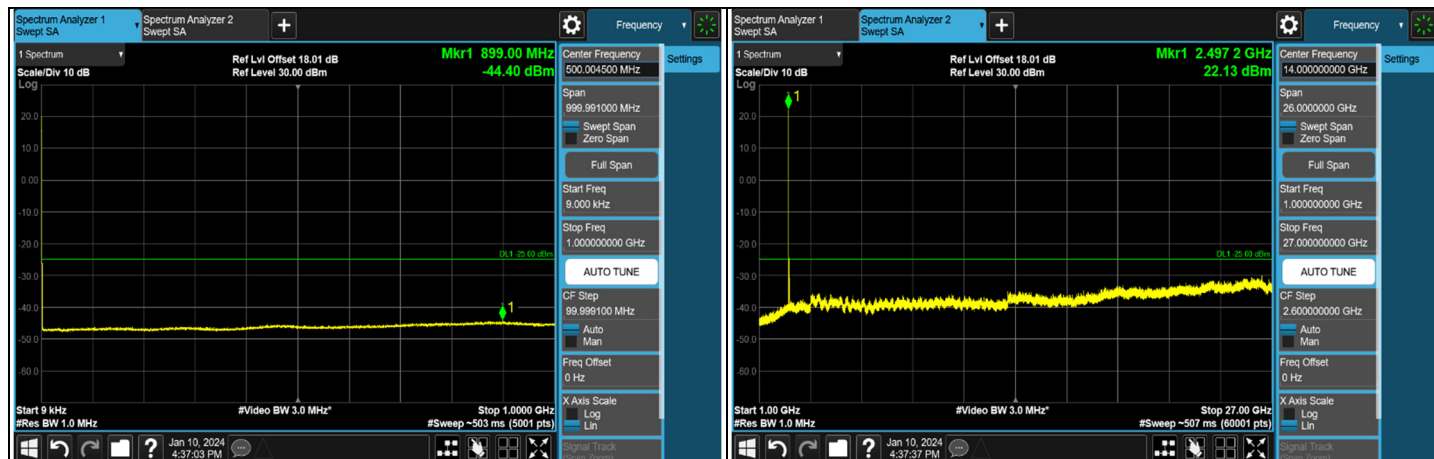 Spectrum Analyzer 1
Swept SA
Spectrum Analyzer 2
Swept SA
+
Frequency
1 Spectrum
Scale/Div 10 dB
Log
Ref Lvl Offset 18.01 dB
Ref Level 30.00 dBm
Mkr1 899.00 MHz
-44.40 dBm
20.0
10.0
0.00
-10.0
-20.0
-30.0
-40.0
-50.0
-60.0
DL1 -25.00 dBm
1
Start 9 kHz
#Res BW 1.0 MHz
#Video BW 3.0 MHz*
Stop 1.0000 GHz
#Sweep ~503 ms (5001 pts)
Center Frequency
500.004500 MHz
Settings
Span
999.991000 MHz
Swept Span
Zero Span
Full Span
Start Freq
9.000 kHz
Stop Freq
1.000000000 GHz
AUTO TUNE
CF Step
99.999100 MHz
Auto
Man
Freq Offset
0 Hz
X Axis Scale
Log
Lin
Signal Track
(Span Zoom)
?
Jan 10, 2024
4:37:03 PM
Spectrum Analyzer 1
Swept SA
Spectrum Analyzer 2
Swept SA
+
Frequency
1 Spectrum
Scale/Div 10 dB
Log
Ref Lvl Offset 18.01 dB
Ref Level 30.00 dBm
Mkr1 2.497 2 GHz
22.13 dBm
1
20.0
10.0
0.00
-10.0
-20.0
-30.0
-40.0
-50.0
-60.0
DL1 -25.00 dBm
Start 1.00 GHz
#Res BW 1.0 MHz
#Video BW 3.0 MHz*
Stop 27.00 GHz
#Sweep ~507 ms (60001 pts)
Center Frequency
14.000000000 GHz
Settings
Span
26.0000000 GHz
Swept Span
Zero Span
Full Span
Start Freq
1.000000000 GHz
Stop Freq
27.000000000 GHz
AUTO TUNE
CF Step
2.600000000 GHz
Auto
Man
Freq Offset
0 Hz
X Axis Scale
Log
Lin
Signal Track
(Span Zoom)
?
Jan 10, 2024
4:37:37 PM